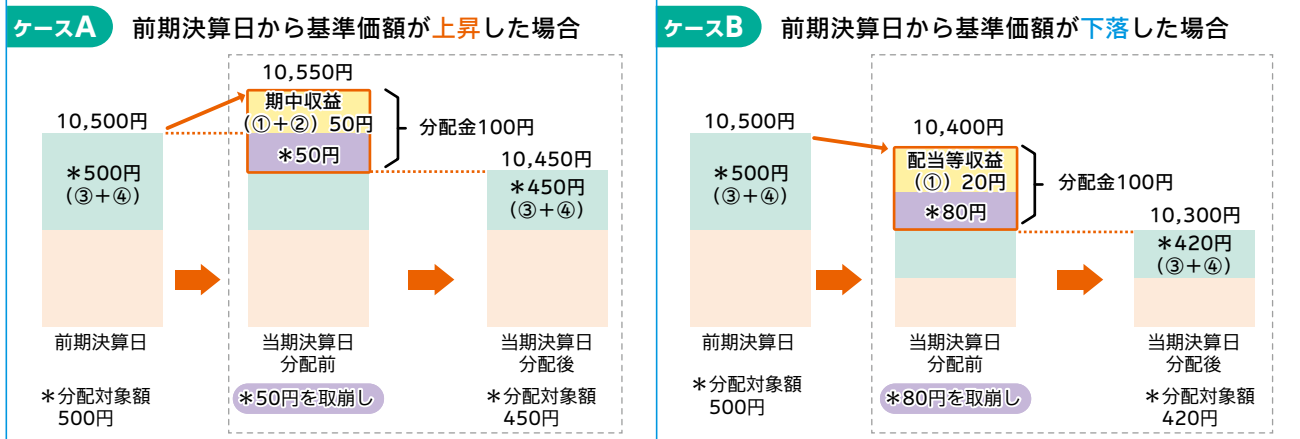 ケースA 前期決算日から基準価額が上昇した場合
10,550円
期中収益
(①+②) 50円
分配金100円
10,500円
*50円
10,450円
*500円
(③+④)
*450円
(③+④)
前期決算日
当期決算日
分配前
当期決算日
分配後
*分配対象額
500円
*50円を取崩し
*分配対象額
450円
ケースB 前期決算日から基準価額が下落した場合
10,500円
10,400円
配当等収益
(①) 20円
分配金100円
*500円
(③+④)
*80円
10,300円
*420円
(③+④)
前期決算日
当期決算日
分配前
当期決算日
分配後
*分配対象額
500円
*80円を取崩し
*分配対象額
420円